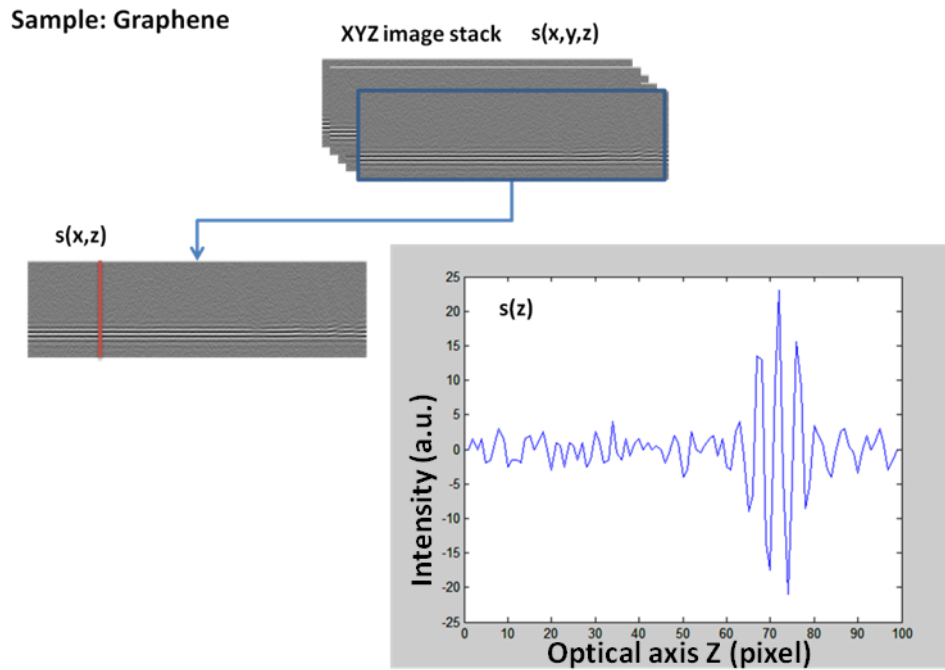 Sample: Graphene
XYZ image stack s(x,y,z)
s(x,z)
s(z)
Intensity (a.u.)
25
20
15
10
5
0
-5
-10
-15
-20
-25
0 10 20 30 40 50 60 70 80 90 100
Optical axis Z (pixel)